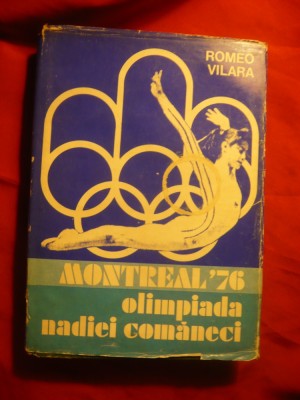 ROMEO
VILARA
MONTREAL '76
olimpiada
nadiei comăneci